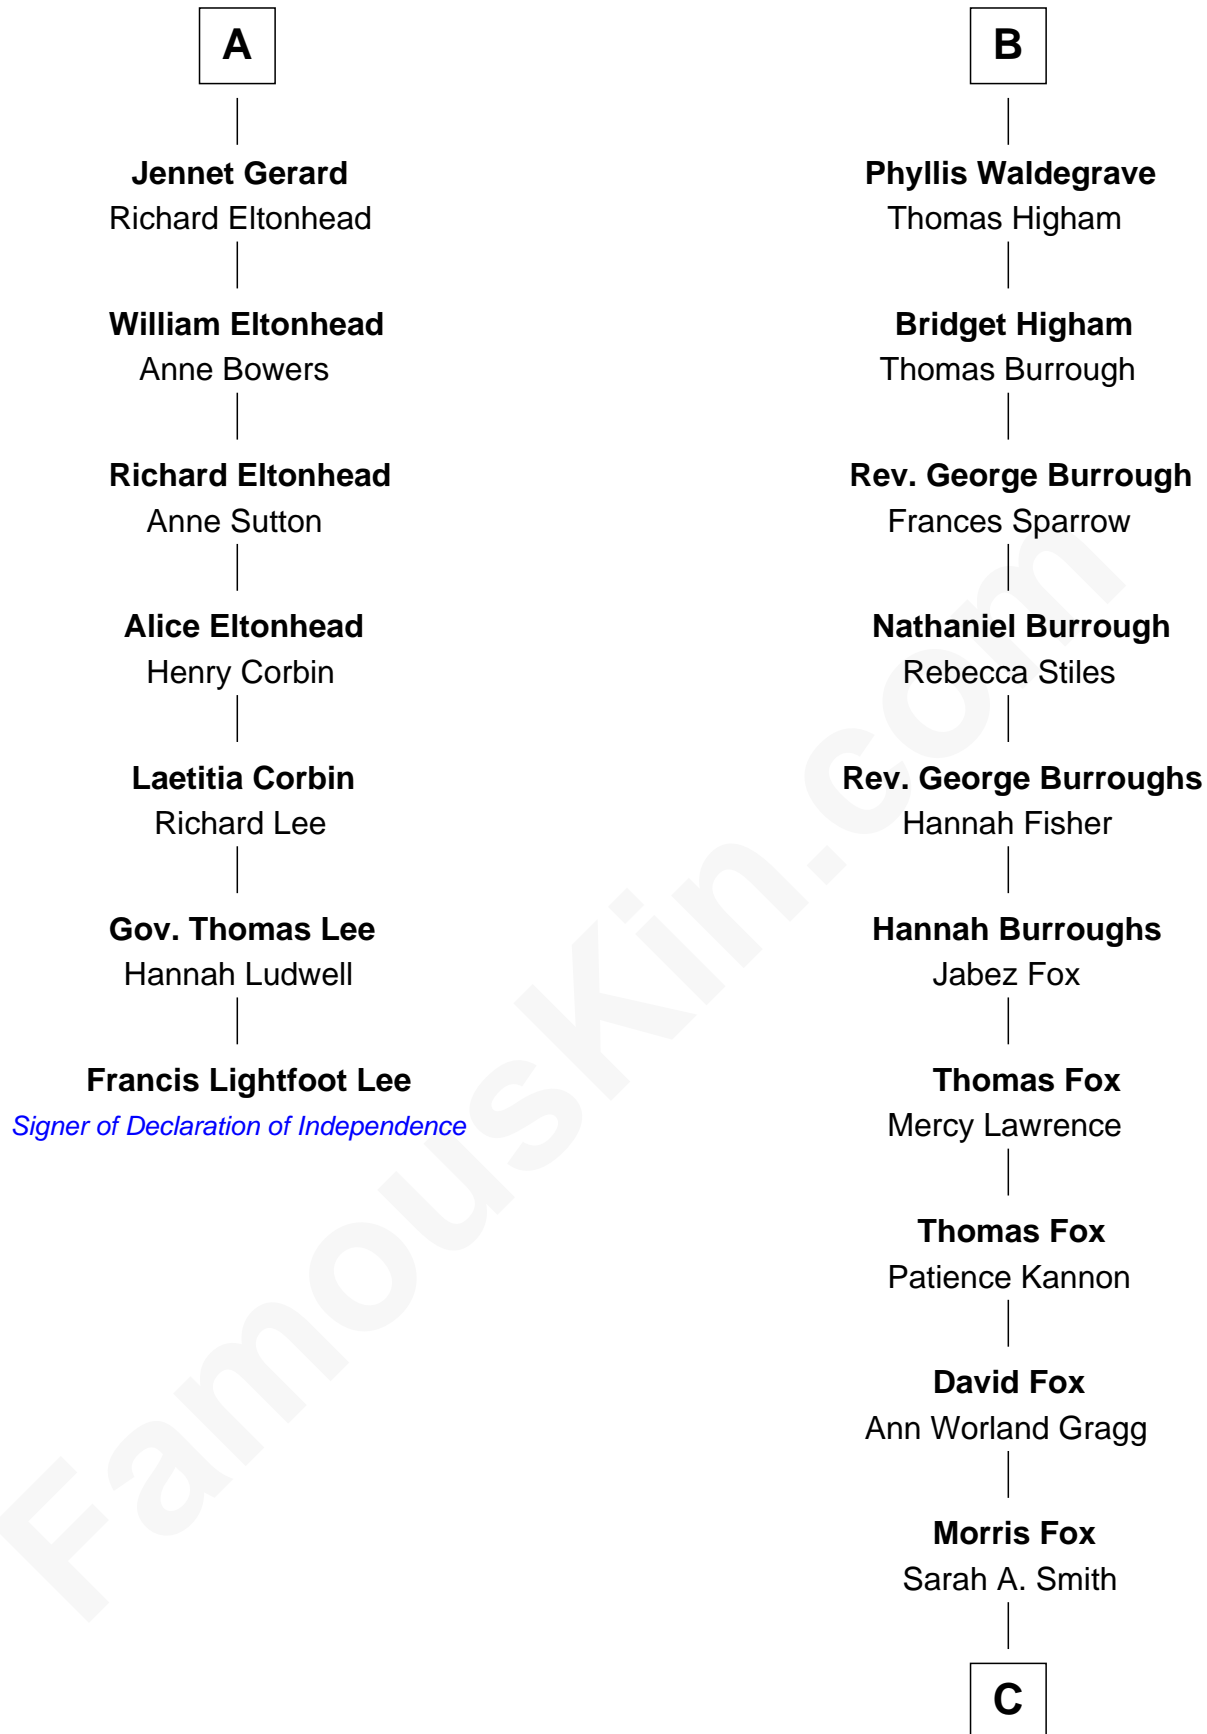 A
Jennet Gerard
Richard Eltonhead
William Eltonhead
Anne Bowers
Richard Eltonhead
Anne Sutton
Alice Eltonhead
Henry Corbin
Laetitia Corbin
Richard Lee
Gov. Thomas Lee
Hannah Ludwell
Francis Lightfoot Lee
Signer of Declaration of Independence
B
Phyllis Waldegrave
Thomas Higham
Bridget Higham
Thomas Burrough
Rev. George Burrough
Frances Sparrow
Nathaniel Burrough
Rebecca Stiles
Rev. George Burroughs
Hannah Fisher
Hannah Burroughs
Jabez Fox
Thomas Fox
Mercy Lawrence
Thomas Fox
Patience Kannon
David Fox
Ann Worland Gragg
Morris Fox
Sarah A. Smith
C
FamousKin.com